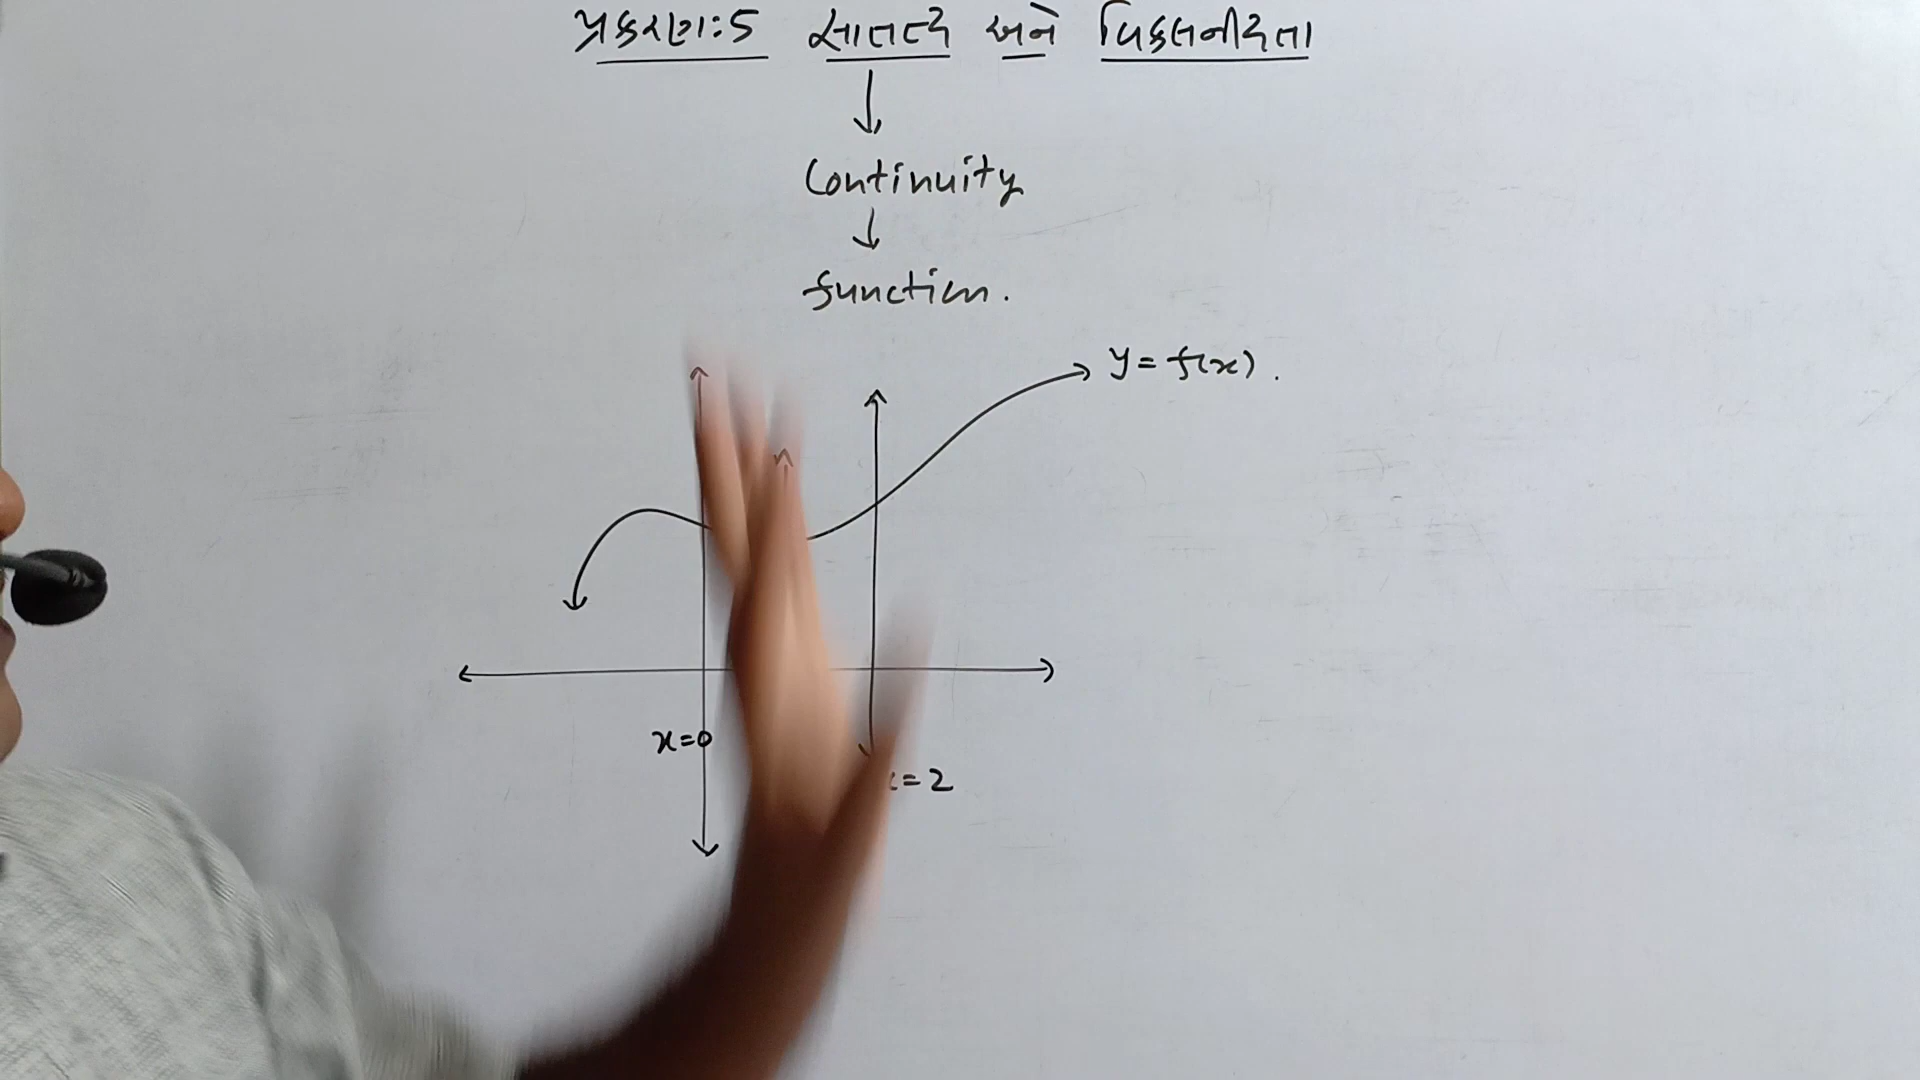 પ્રકરણ:5 સાતત્ય અને વિકલનીયતા
Continuity
function.
y = f(x).
x=0
=2